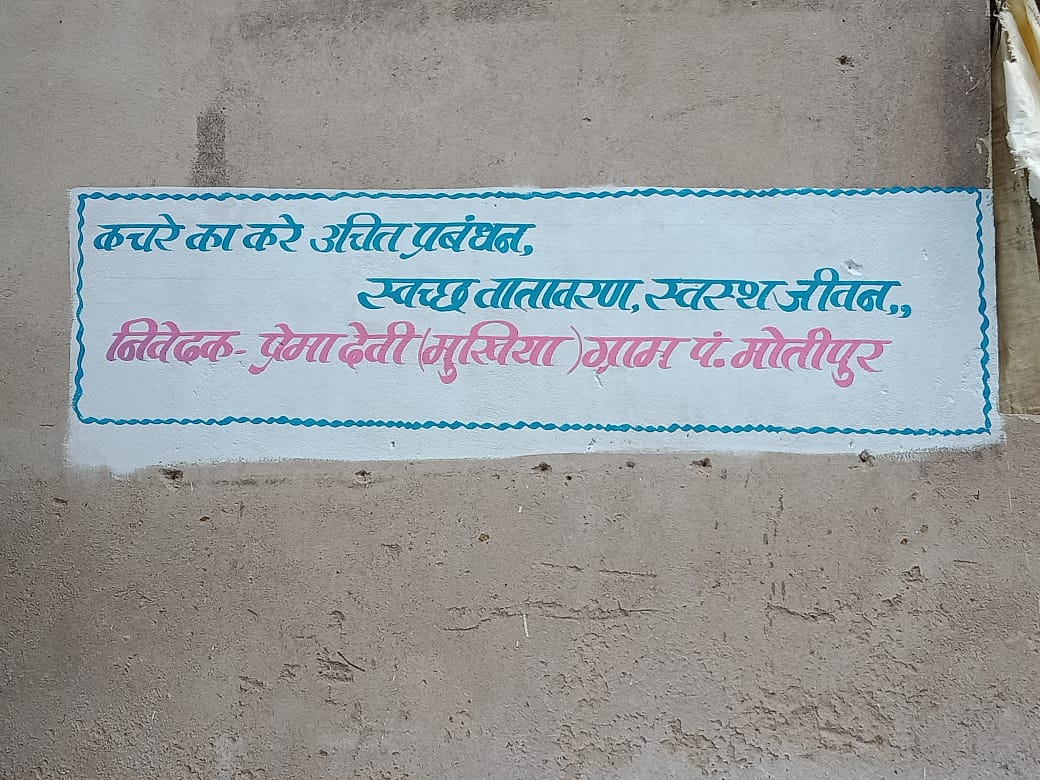 कचरे का करे उचित प्रबंधन,
स्वच्छ वातावरण, स्वस्थ जीवन,,
निवेदक- प्रेमा देवी (मुखिया) ग्राम पं. मोतीपुर